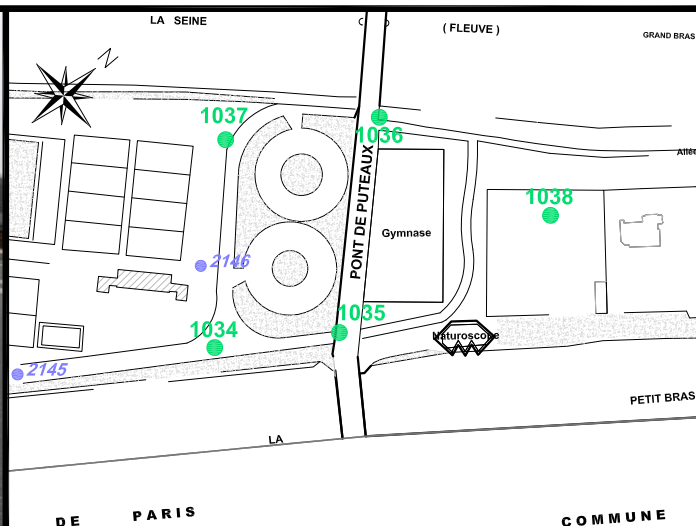 LA SEINE
( FLEUVE )
GRAND BRAS
N
1037
1036
Allé
PONT DE PUTEAUX
1038
Gymnase
2146
1035
1034
Naturoscope
2145
PETIT BRAS
LA
DE PARIS
COMMUNE